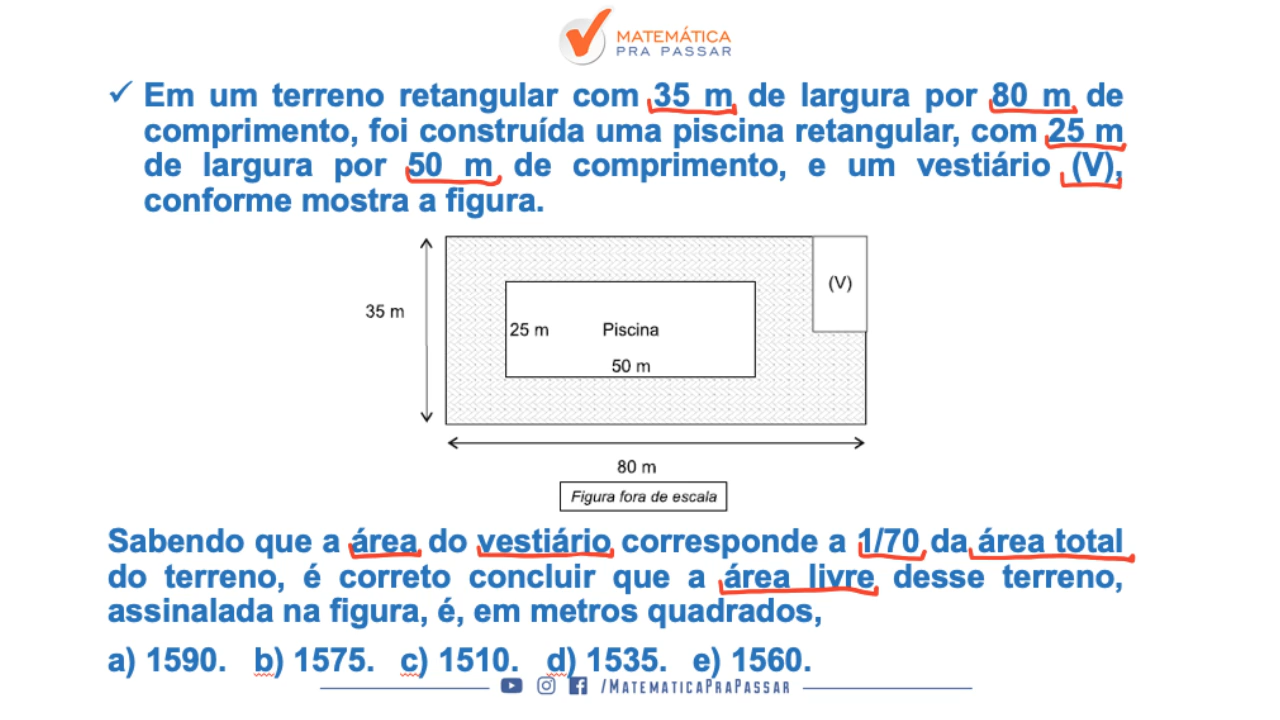 MATEMÁTICA
PRA PASSAR
✓ Em um terreno retangular com 35 m de largura por 80 m de
comprimento, foi construída uma piscina retangular, com 25 m
de largura por 50 m de comprimento, e um vestiário (V),
conforme mostra a figura.
(V)
35 m
25 m
Piscina
50 m
80 m
Figura fora de escala
Sabendo que a área do vestiário corresponde a 1/70 da área total
do terreno, é correto concluir que a área livre desse terreno,
assinalada na figura, é, em metros quadrados,
a) 1590. b) 1575. c) 1510. d) 1535. e) 1560.
/MATEMATICAPRAPASSAR